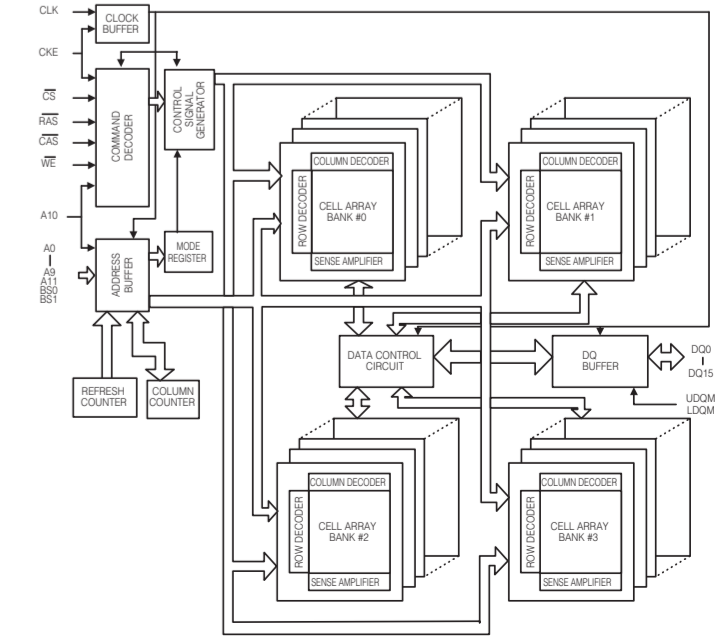 CLK
CLOCK
BUFFER
CKE
CS
RAS
CAS
WE
COMMAND
DECODER
CONTROL
SIGNAL
GENERATOR
A10
A0
A9
A11
BS0
BS1
ADDRESS
BUFFER
MODE
REGISTER
REFRESH
COUNTER
COLUMN
COUNTER
COLUMN DECODER
ROW DECODER
CELL ARRAY
BANK #0
SENSE AMPLIFIER
COLUMN DECODER
ROW DECODER
CELL ARRAY
BANK #1
SENSE AMPLIFIER
DATA CONTROL
CIRCUIT
DQ
BUFFER
DQ0
DQ15
UDQM
LDQM
COLUMN DECODER
ROW DECODER
CELL ARRAY
BANK #2
SENSE AMPLIFIER
COLUMN DECODER
ROW DECODER
CELL ARRAY
BANK #3
SENSE AMPLIFIER